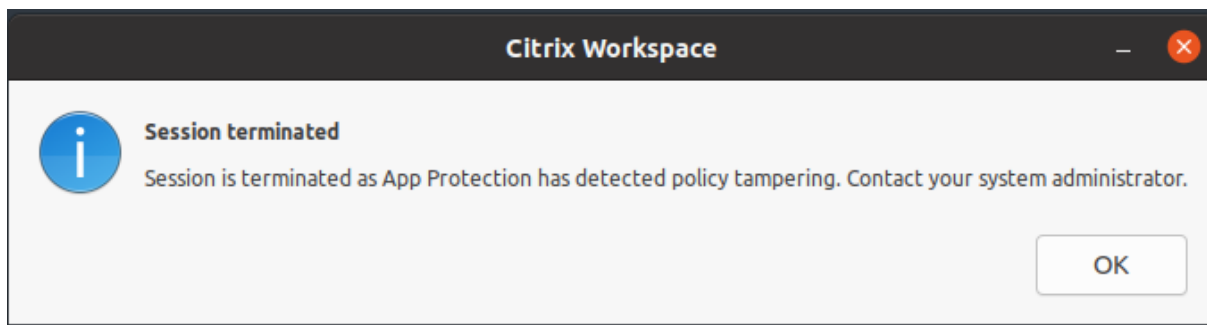 Citrix Workspace
Session terminated
Session is terminated as App Protection has detected policy tampering. Contact your system administrator.
OK